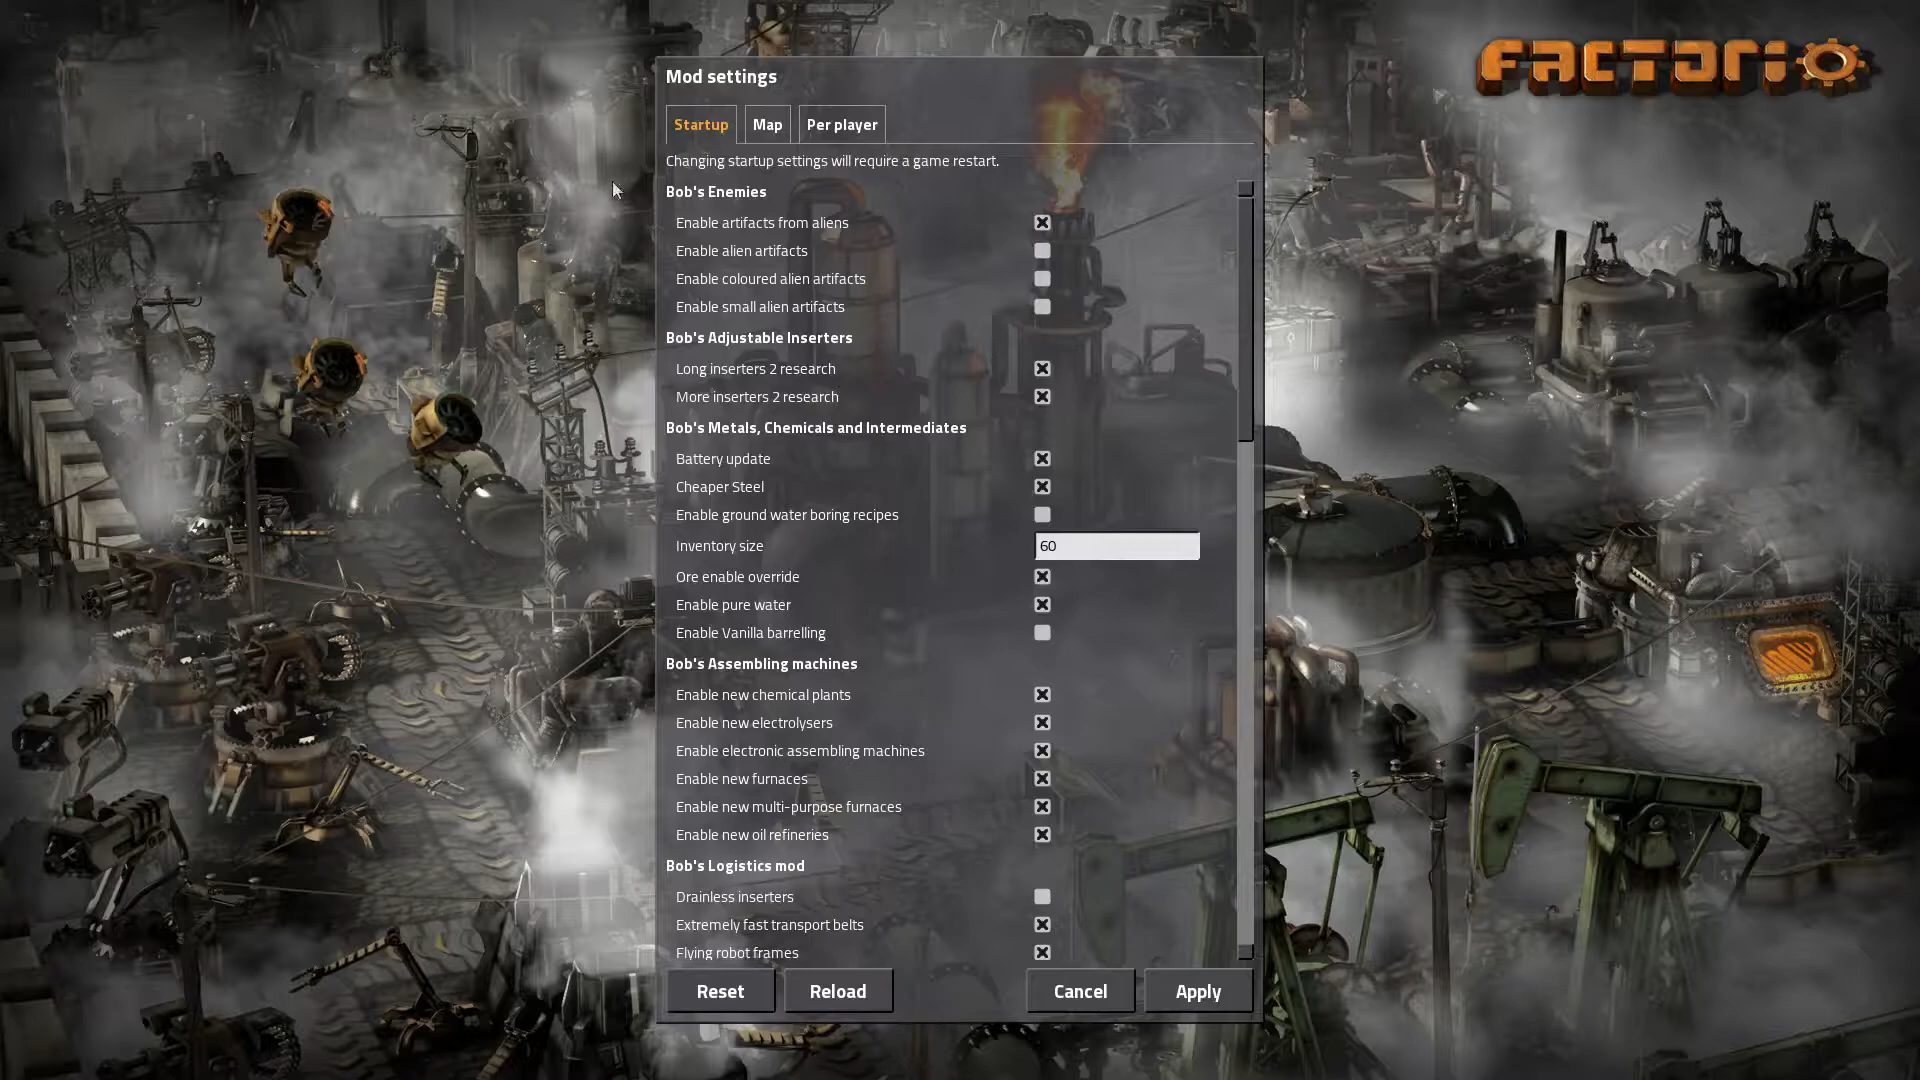 FACTORIO
Mod settings
Startup
Map
Per player
Changing startup settings will require a game restart.
Bob's Enemies
Enable artifacts from aliens
Enable alien artifacts
Enable coloured alien artifacts
Enable small alien artifacts
Bob's Adjustable Inserters
Long inserters 2 research
More inserters 2 research
Bob's Metals, Chemicals and Intermediates
Battery update
Cheaper Steel
Enable ground water boring recipes
Inventory size 60
Ore enable override
Enable pure water
Enable Vanilla barrelling
Bob's Assembling machines
Enable new chemical plants
Enable new electrolysers
Enable electronic assembling machines
Enable new furnaces
Enable new multi-purpose furnaces
Enable new oil refineries
Bob's Logistics mod
Drainless inserters
Extremely fast transport belts
Flying robot frames
Reset
Reload
Cancel
Apply